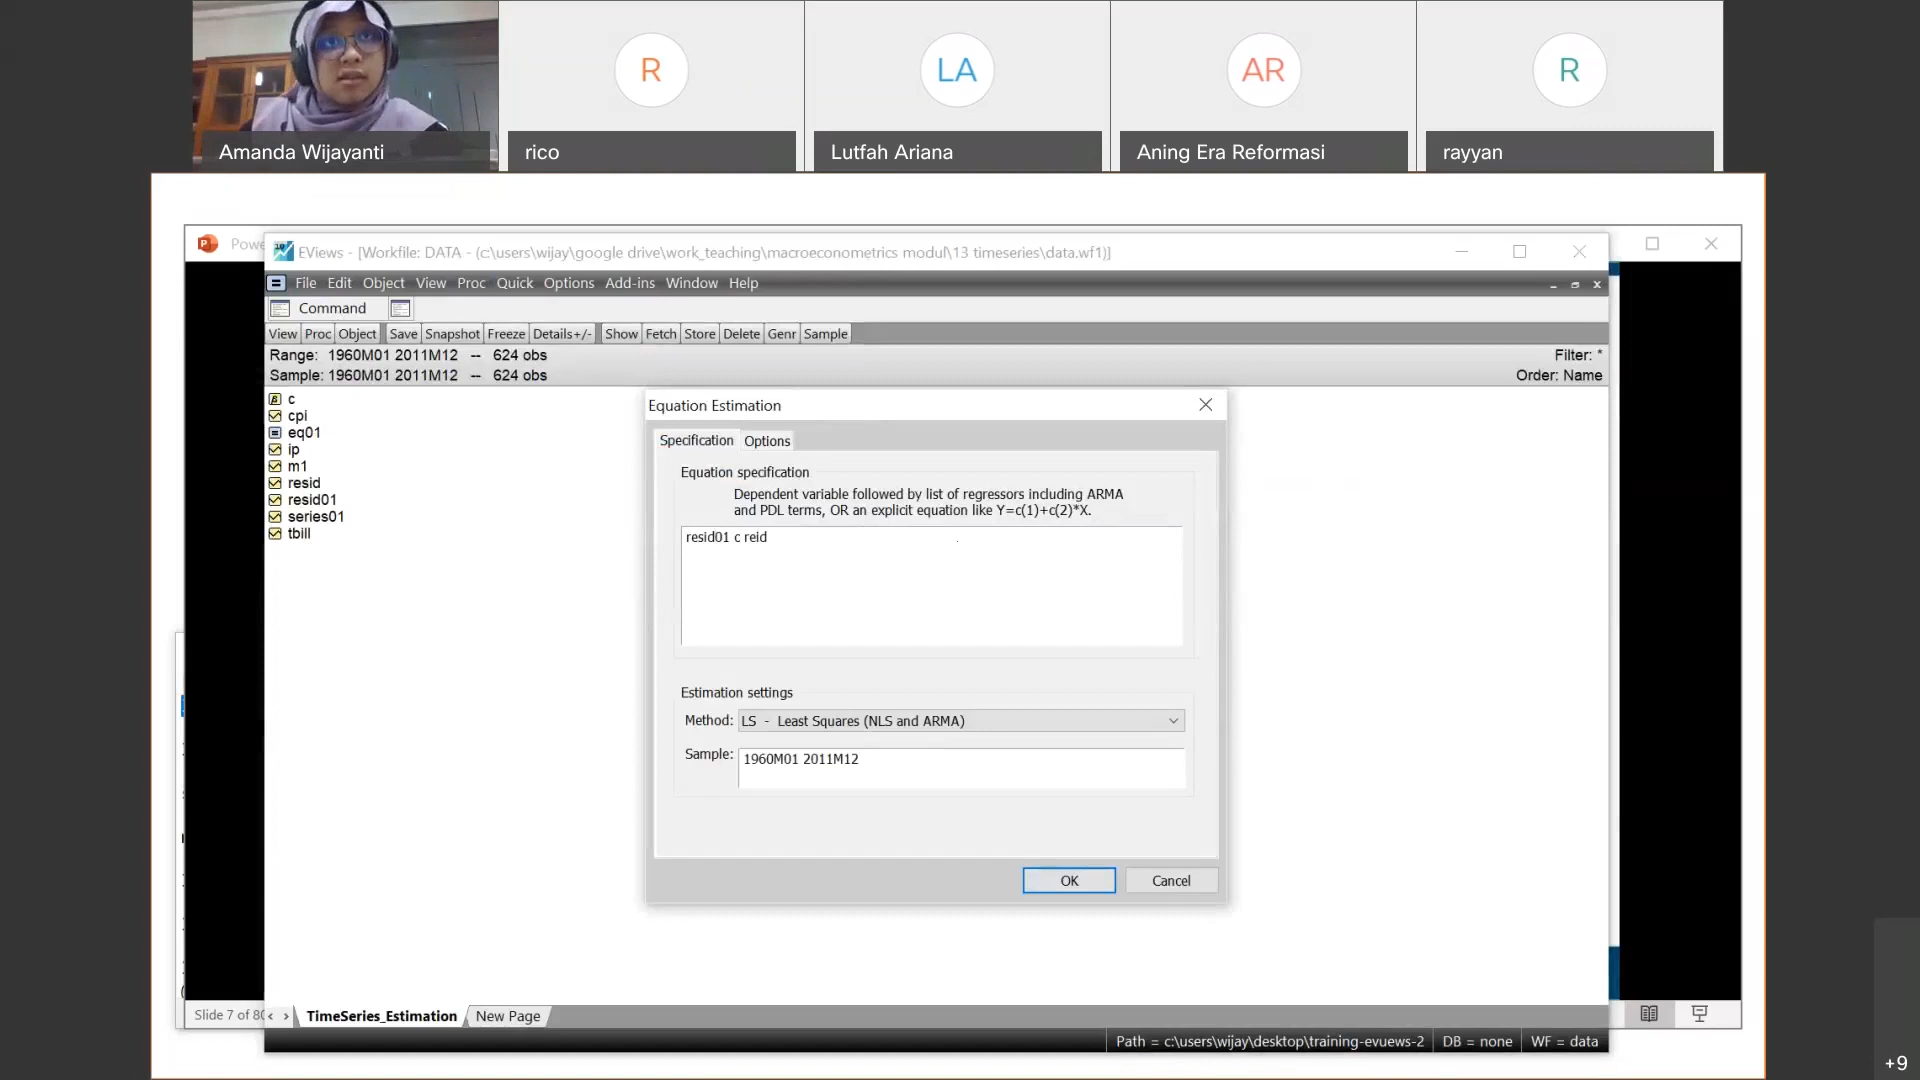 R
LA
AR
R
Amanda Wijayanti
rico
Lutfah Ariana
Aning Era Reformasi
rayyan
EViews - [Workfile: DATA - (c:\users\wijay\google drive\work_teaching\macroeconometrics modul\13 timeseries\data.wf1)]
File Edit Object View Proc Quick Options Add-ins Window Help
Command
View Proc Object Save Snapshot Freeze Details+/- Show Fetch Store Delete Genr Sample
Range: 1960M01 2011M12 -- 624 obs
Filter: *
Sample: 1960M01 2011M12 -- 624 obs
Order: Name
c
cpi
eq01
ip
m1
resid
resid01
series01
tbill
Equation Estimation
Specification Options
Equation specification
Dependent variable followed by list of regressors including ARMA
and PDL terms, OR an explicit equation like Y=c(1)+c(2)*X.
resid01 c reid
Estimation settings
Method: LS - Least Squares (NLS and ARMA)
Sample: 1960M01 2011M12
OK Cancel
Slide 7 of 80
TimeSeries_Estimation New Page
Path = c:\users\wijay\desktop\training-evuews-2 DB = none WF = data
+9